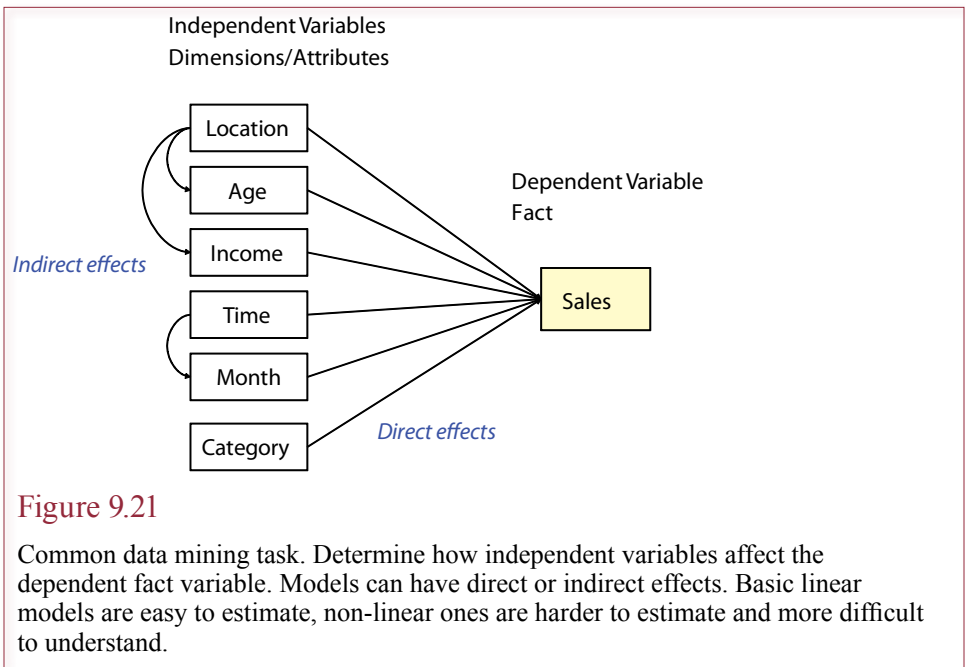 Independent Variables
Dimensions/Attributes
Location
Age
Income
Indirect effects
Time
Month
Category
Dependent Variable
Fact
Sales
Direct effects
Figure 9.21
Common data mining task. Determine how independent variables affect the
dependent fact variable. Models can have direct or indirect effects. Basic linear
models are easy to estimate, non-linear ones are harder to estimate and more difficult
to understand.